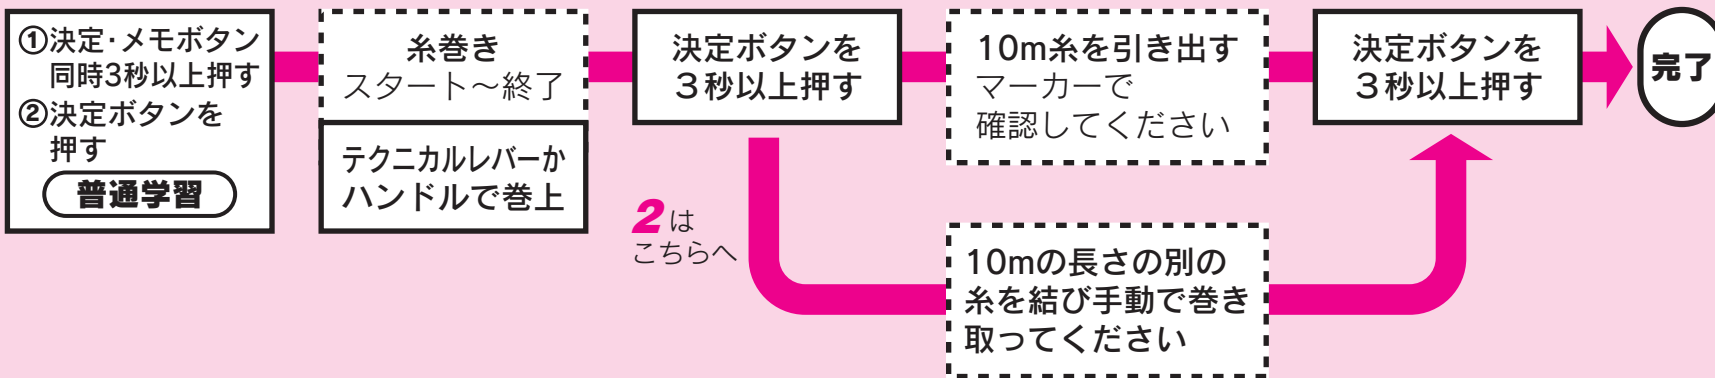 ①決定・メモボタン
同時3秒以上押す
②決定ボタンを
押す
普通学習
糸巻き
スタート～終了
テクニカルレバーか
ハンドルで巻上
決定ボタンを
3秒以上押す
2は
こちらへ
10m糸を引き出す
マーカーで
確認してください
10mの長さの別の
糸を結び手動で巻き
取ってください
決定ボタンを
3秒以上押す
完了